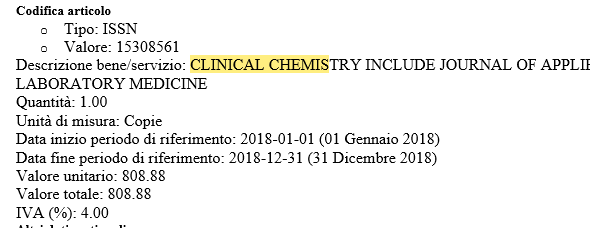 Codifica articolo
o Tipo: ISSN
o Valore: 15308561
Descrizione bene/servizio: CLINICAL CHEMISTRY INCLUDE JOURNAL OF APPLIE
LABORATORY MEDICINE
Quantità: 1.00
Unità di misura: Copie
Data inizio periodo di riferimento: 2018-01-01 (01 Gennaio 2018)
Data fine periodo di riferimento: 2018-12-31 (31 Dicembre 2018)
Valore unitario: 808.88
Valore totale: 808.88
IVA (%): 4.00